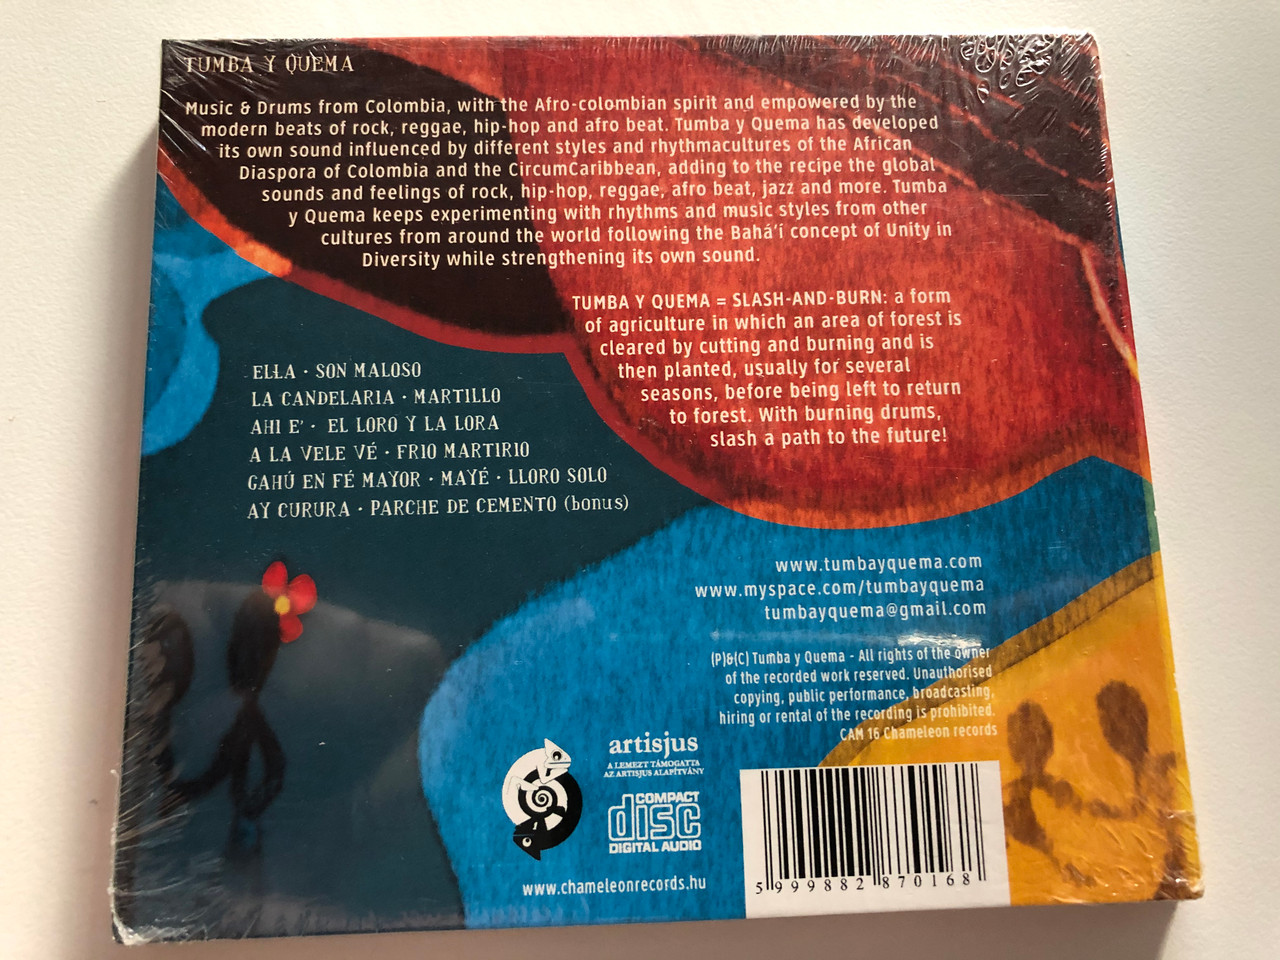 TUMBA Y QUEMA
Music & Drums from Colombia, with the Afro-colombian spirit and empowered by the
modern beats of rock, reggae, hip-hop and afro beat. Tumba y Quema has developed
its own sound influenced by different styles and rhythmacultures of the African
Diaspora of Colombia and the CircumCaribbean, adding to the recipe the global
sounds and feelings of rock, hip-hop, reggae, afro beat, jazz and more. Tumba
y Quema keeps experimenting with rhythms and music styles from other
cultures from around the world following the Bahá'í concept of Unity in
Diversity while strengthening its own sound.
TUMBA Y QUEMA = SLASH-AND-BURN: a form
of agriculture in which an area of forest is
cleared by cutting and burning and is
then planted, usually for several
seasons, before being left to return
to forest. With burning drums,
slash a path to the future!
ELLA · SON MALOSO
LA CANDELARIA · MARTILLO
AHI E' · EL LORO Y LA LORA
A LA VELE VÉ · FRIO MARTIRIO
GAHÚ EN FÉ MAYOR · MAYÉ · LLORO SOLO
AY CURURA · PARCHE DE CEMENTO (bonus)
www.tumbayquema.com
www.myspace.com/tumbayquema
tumbayquema@gmail.com
(P)&(C) Tumba y Quema - All rights of the owner
of the recorded work reserved. Unauthorised
copying, public performance, broadcasting,
hiring or rental of the recording is prohibited.
CAM 16 Chameleon records
artisjus
A LEMEZT TÁMOGATTA
AZ ARTISJUS ALAPÍTVÁNY
COMPACT
disc
DIGITAL AUDIO
www.chameleonrecords.hu
5 999882 870168